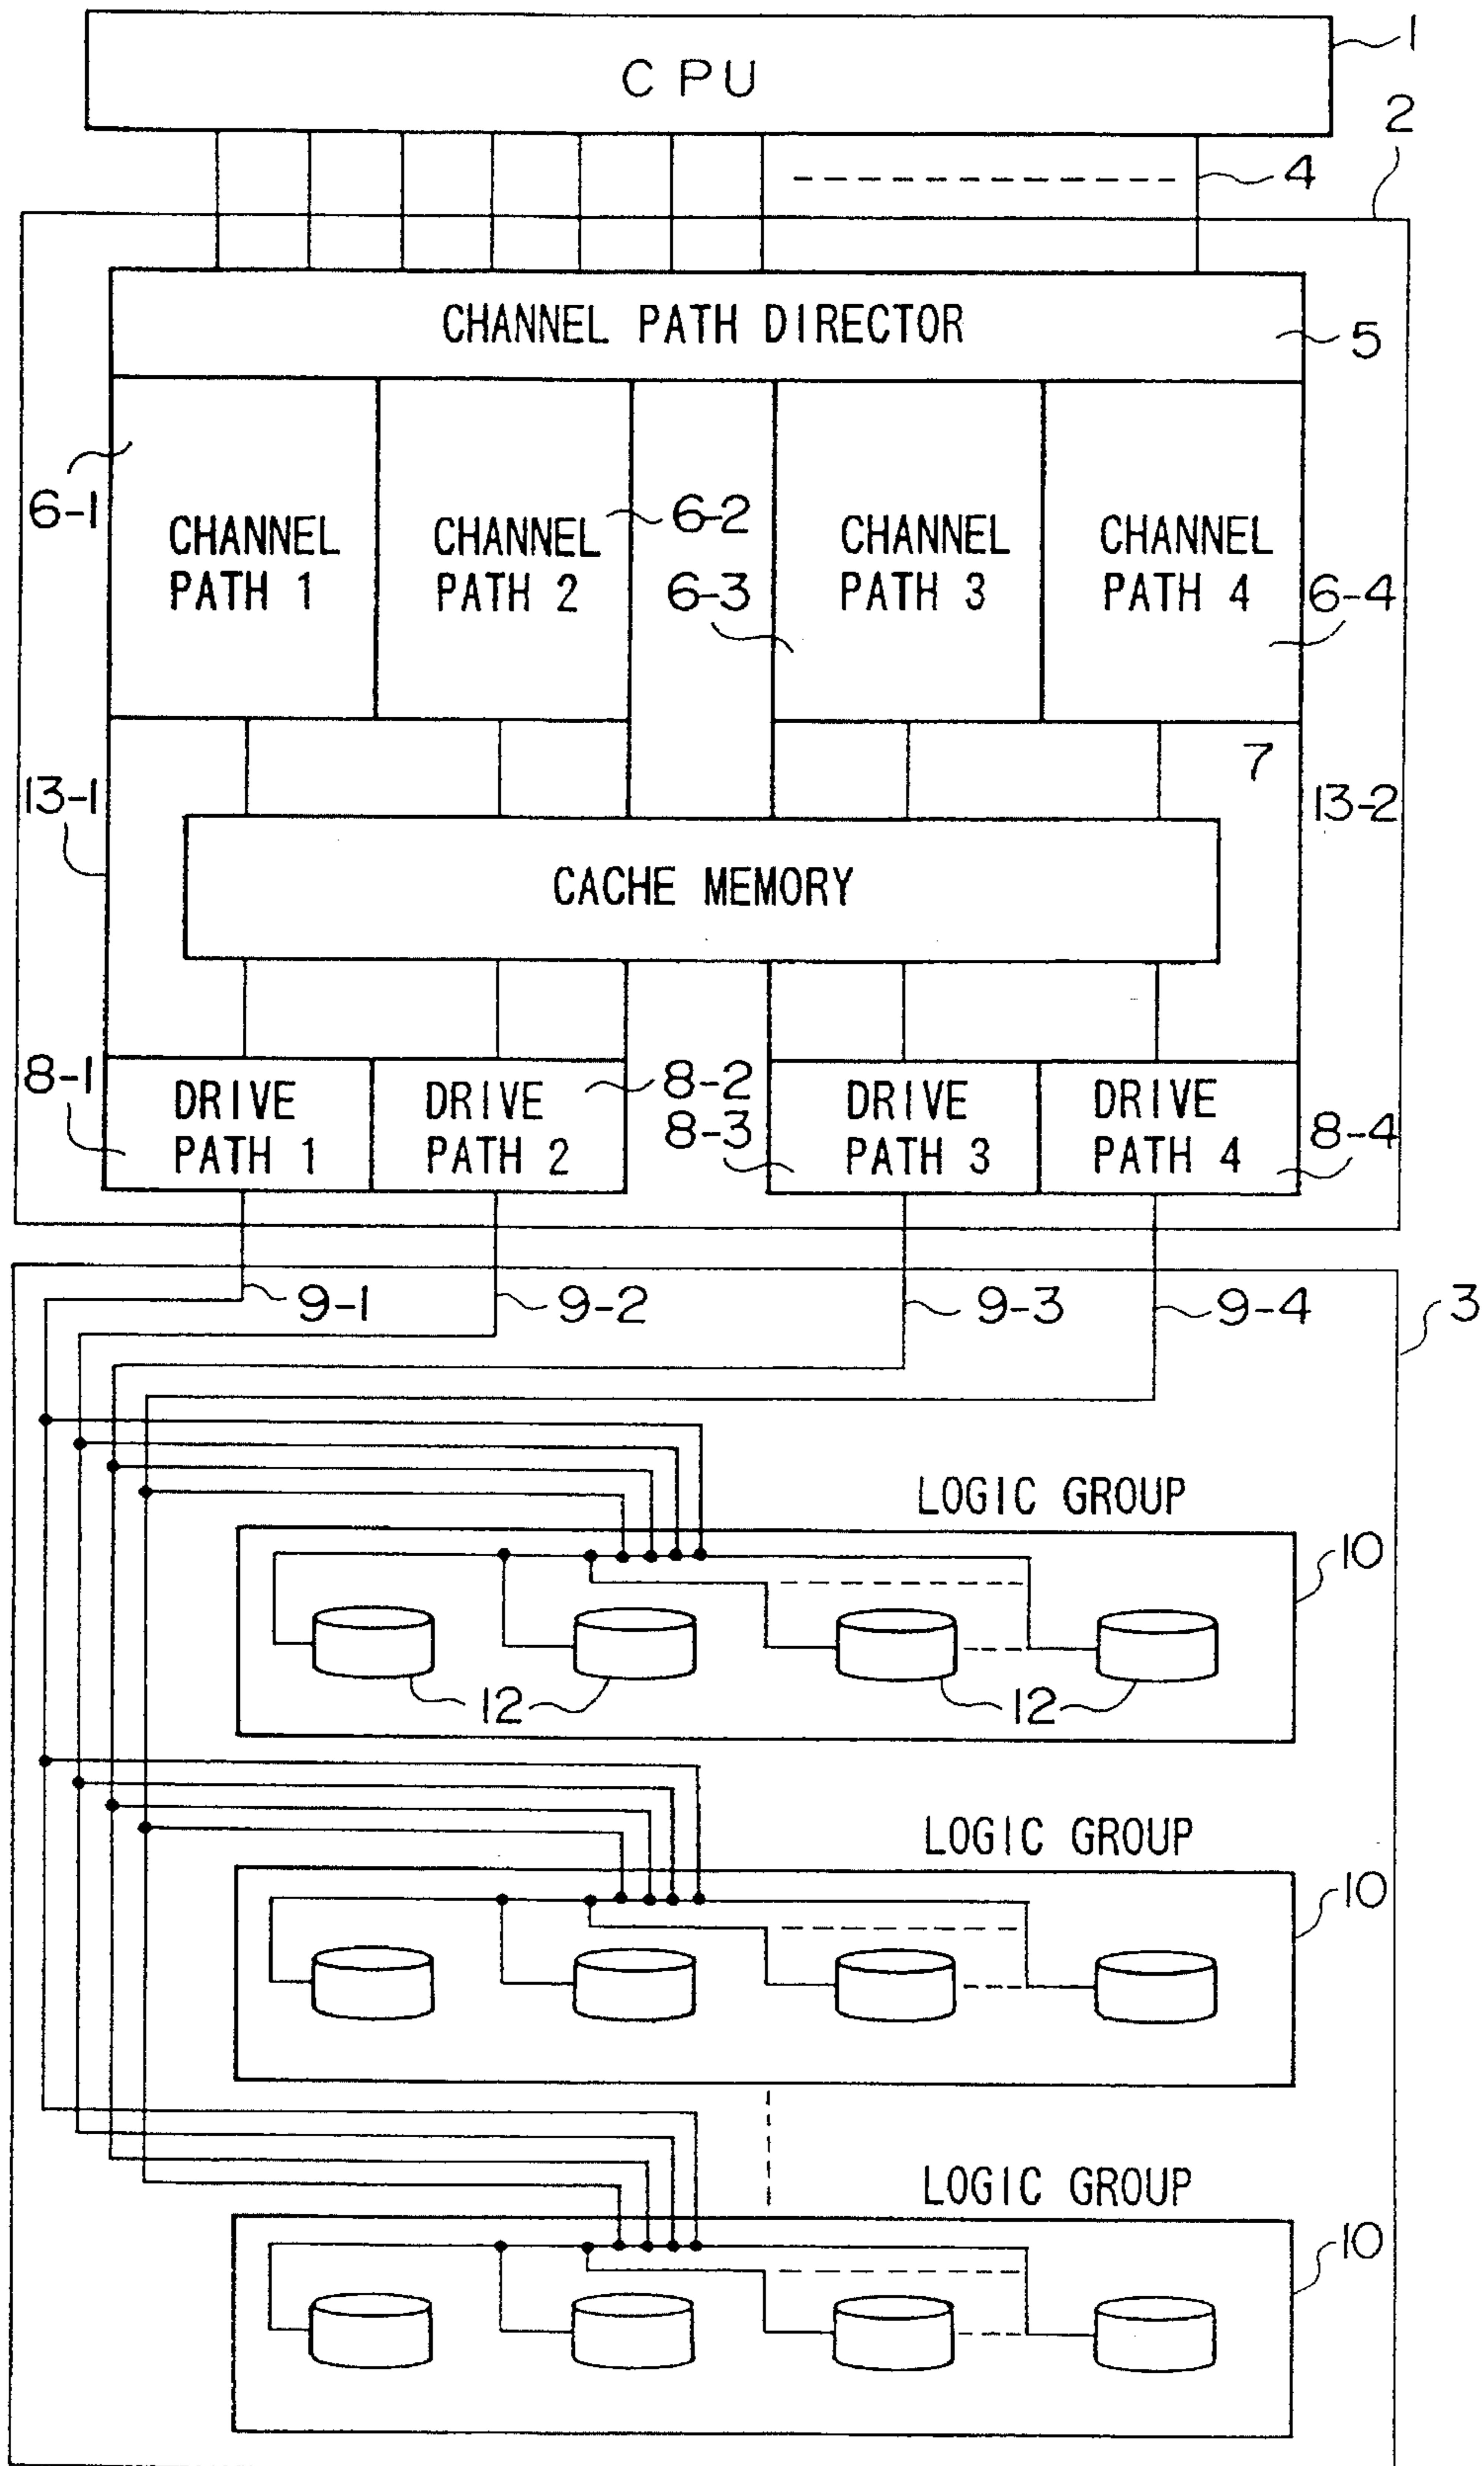 CPU
1
2
4
CHANNEL PATH DIRECTOR
5
6-1
CHANNEL
PATH 1
CHANNEL
PATH 2
6-2
6-3
CHANNEL
PATH 3
CHANNEL
PATH 4
6-4
7
13-1
13-2
CACHE MEMORY
8-1
DRIVE
PATH 1
DRIVE
PATH 2
8-2
8-3
DRIVE
PATH 3
DRIVE
PATH 4
8-4
9-1
9-2
9-3
9-4
3
LOGIC GROUP
10
12
12
LOGIC GROUP
10
LOGIC GROUP
10